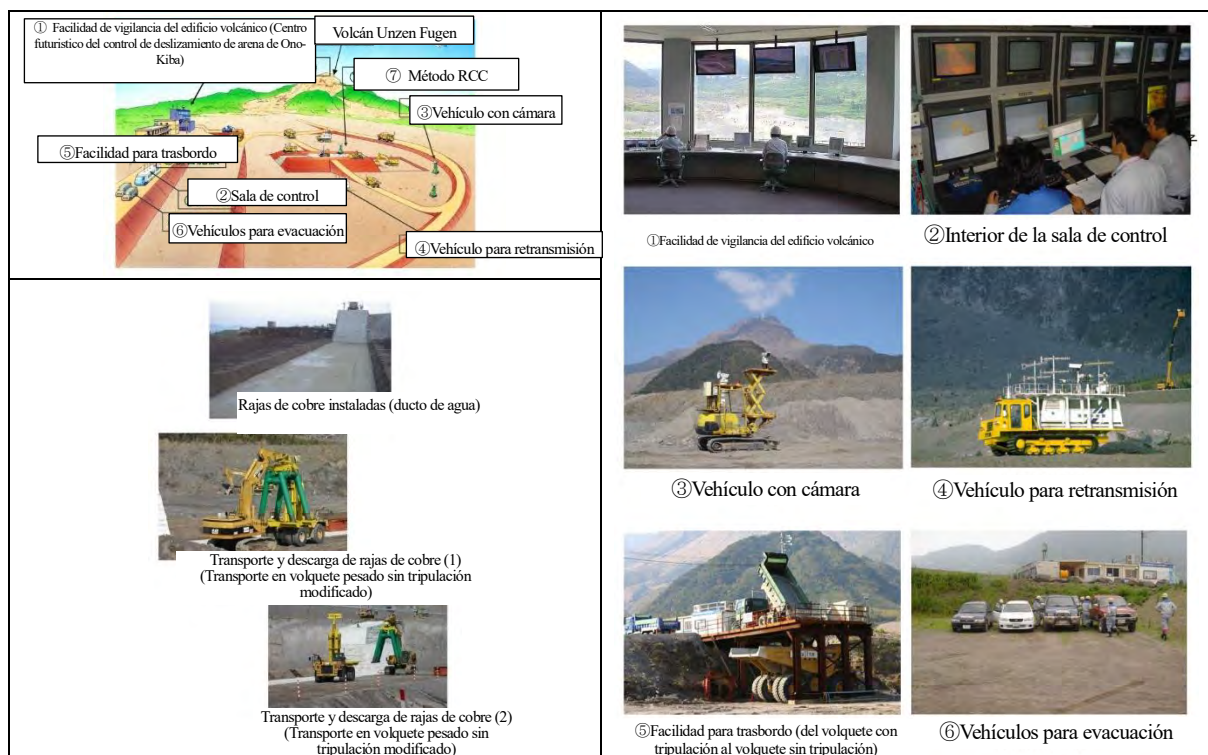 ① Facilidad de vigilancia del edificio volcánico (Centro
futuristico del control de deslizamiento de arena de Ono-
Kiba)
Volcán Unzen Fugen
⑦ Método RCC
③Vehículo con cámara
⑤Facilidad para trasbordo
②Sala de control
⑥Vehículos para evacuación
④Vehículo para retransmisión
Rajas de cobre instaladas (ducto de agua)
Transporte y descarga de rajas de cobre (1)
(Transporte en volquete pesado sin tripulación
modificado)
Transporte y descarga de rajas de cobre (2)
(Transporte en volquete pesado sin
tripulación modificado)
①Facilidad de vigilancia del edificio volcánico
②Interior de la sala de control
③Vehículo con cámara
④Vehículo para retransmisión
⑤Facilidad para trasbordo (del volquete con
tripulación al volquete sin tripulación)
⑥Vehículos para evacuación